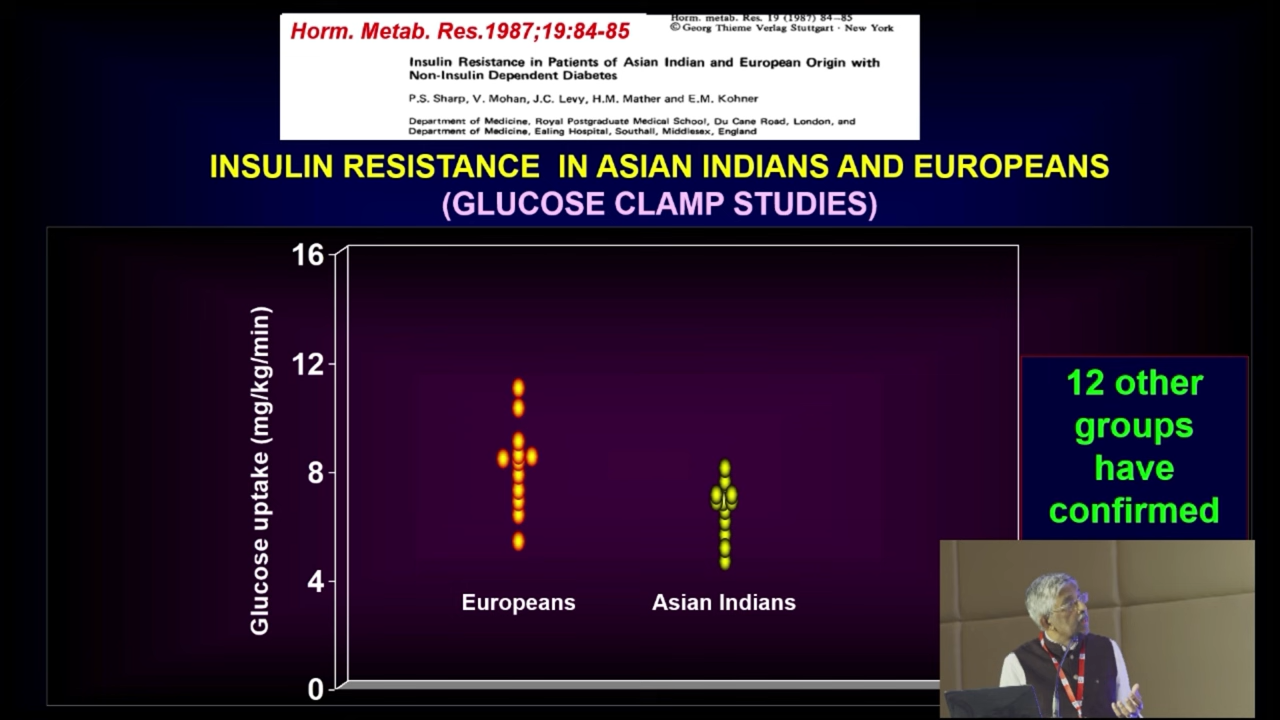 Horm. Metab. Res.1987;19:84-85
Horm. metab. Res. 19 (1987) 84—85
© Georg Thieme Verlag Stuttgart · New York
Insulin Resistance in Patients of Asian Indian and European Origin with
Non-Insulin Dependent Diabetes
P.S. Sharp, V. Mohan, J.C. Levy, H.M. Mather and E.M. Kohner
Department of Medicine, Royal Postgraduate Medical School, Du Cane Road, London, and
Department of Medicine, Ealing Hospital, Southall, Middlesex, England
INSULIN RESISTANCE IN ASIAN INDIANS AND EUROPEANS
(GLUCOSE CLAMP STUDIES)
Glucose uptake (mg/kg/min)
16
12
8
4
0
Europeans
Asian Indians
12 other
groups
have
confirmed